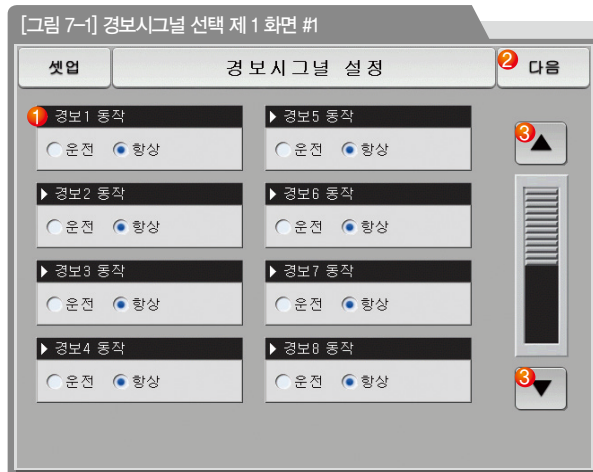 [그림 7-1] 경보시그널 선택 제 1 화면 #1
셋업
경보시그널 설정
2 다음
1 경보1 동작
운전 항상
경보5 동작
운전 항상
3
경보2 동작
운전 항상
경보6 동작
운전 항상
경보3 동작
운전 항상
경보7 동작
운전 항상
경보4 동작
운전 항상
경보8 동작
운전 항상
3